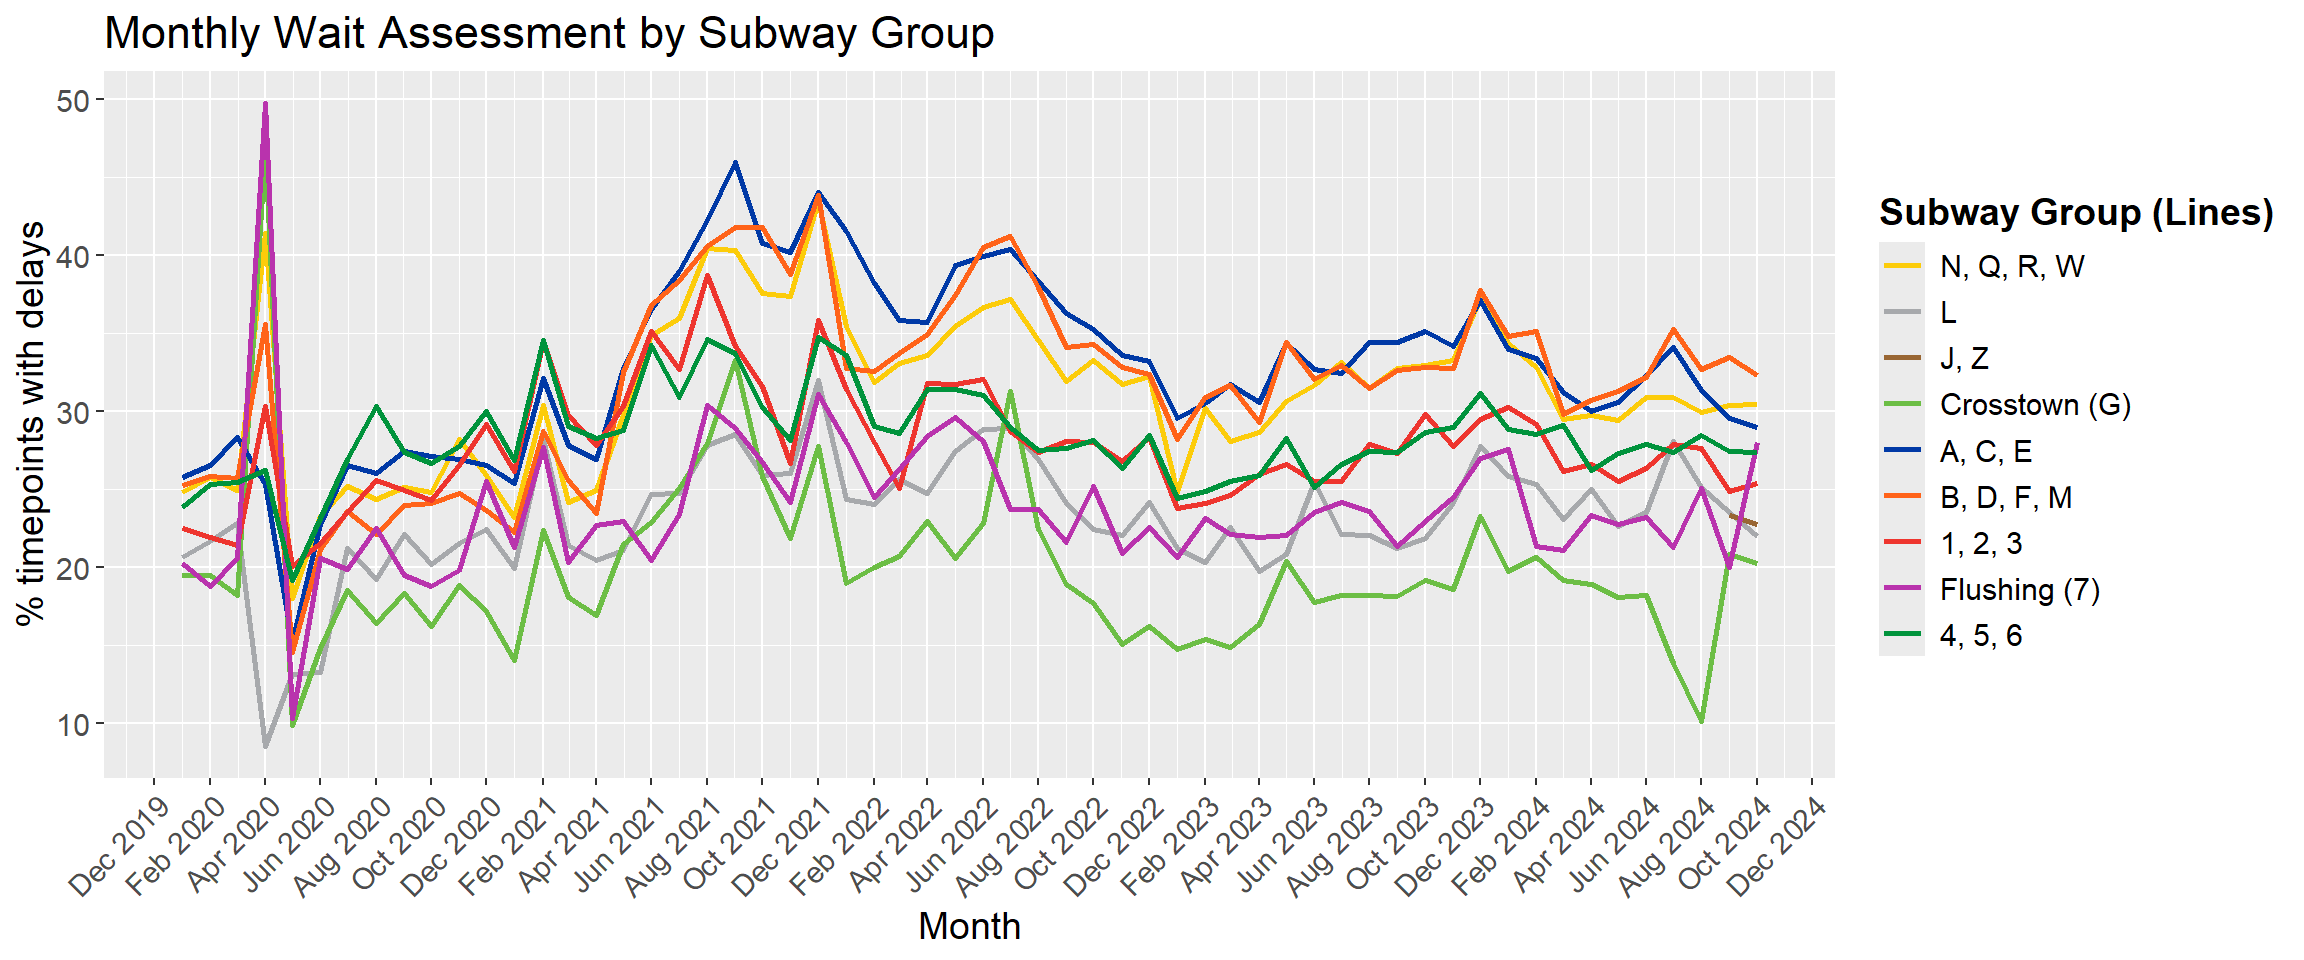 Monthly Wait Assessment by Subway Group
% timepoints with delays
50
40
30
20
10
Dec 2019
Feb 2020
Apr 2020
Jun 2020
Aug 2020
Oct 2020
Dec 2020
Feb 2021
Apr 2021
Jun 2021
Aug 2021
Oct 2021
Dec 2021
Feb 2022
Apr 2022
Jun 2022
Aug 2022
Oct 2022
Dec 2022
Feb 2023
Apr 2023
Jun 2023
Aug 2023
Oct 2023
Dec 2023
Feb 2024
Apr 2024
Jun 2024
Aug 2024
Oct 2024
Dec 2024
Month
Subway Group (Lines)
N, Q, R, W
L
J, Z
Crosstown (G)
A, C, E
B, D, F, M
1, 2, 3
Flushing (7)
4, 5, 6